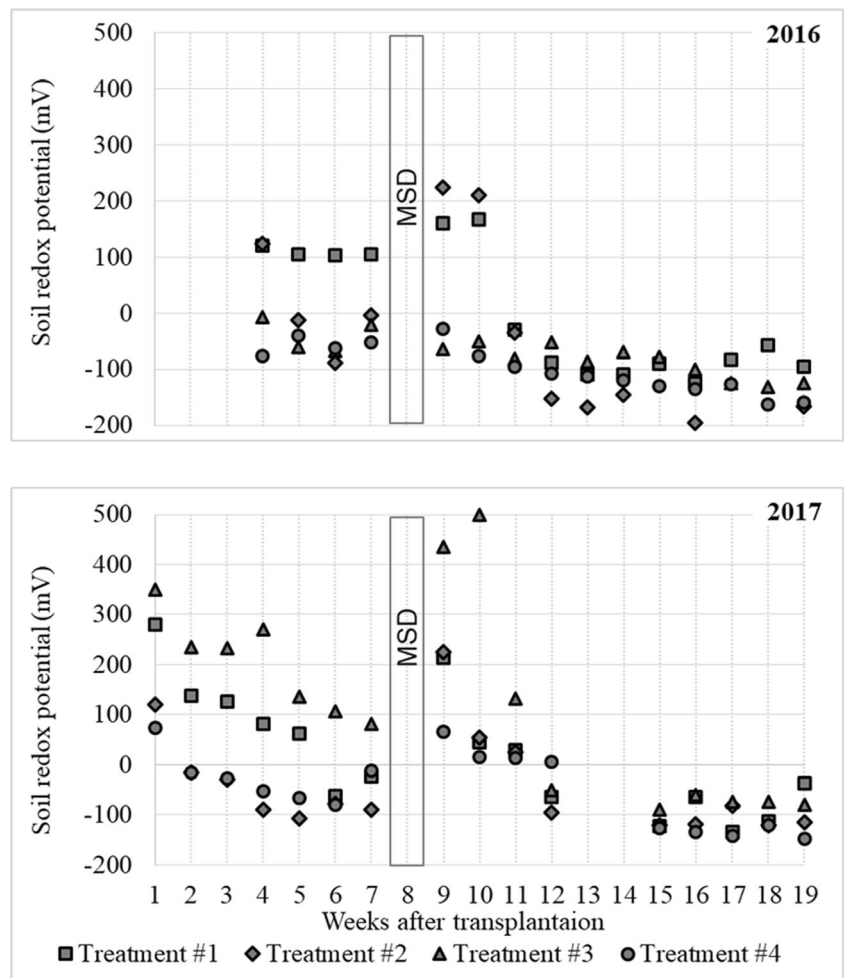 2016
Soil redox potential (mV)
500
400
300
200
100
0
-100
-200
MSD
2017
Soil redox potential (mV)
500
400
300
200
100
0
-100
-200
MSD
1 2 3 4 5 6 7 8 9 10 11 12 13 14 15 16 17 18 19
Weeks after transplantaion
Treatment #1 Treatment #2 Treatment #3 Treatment #4